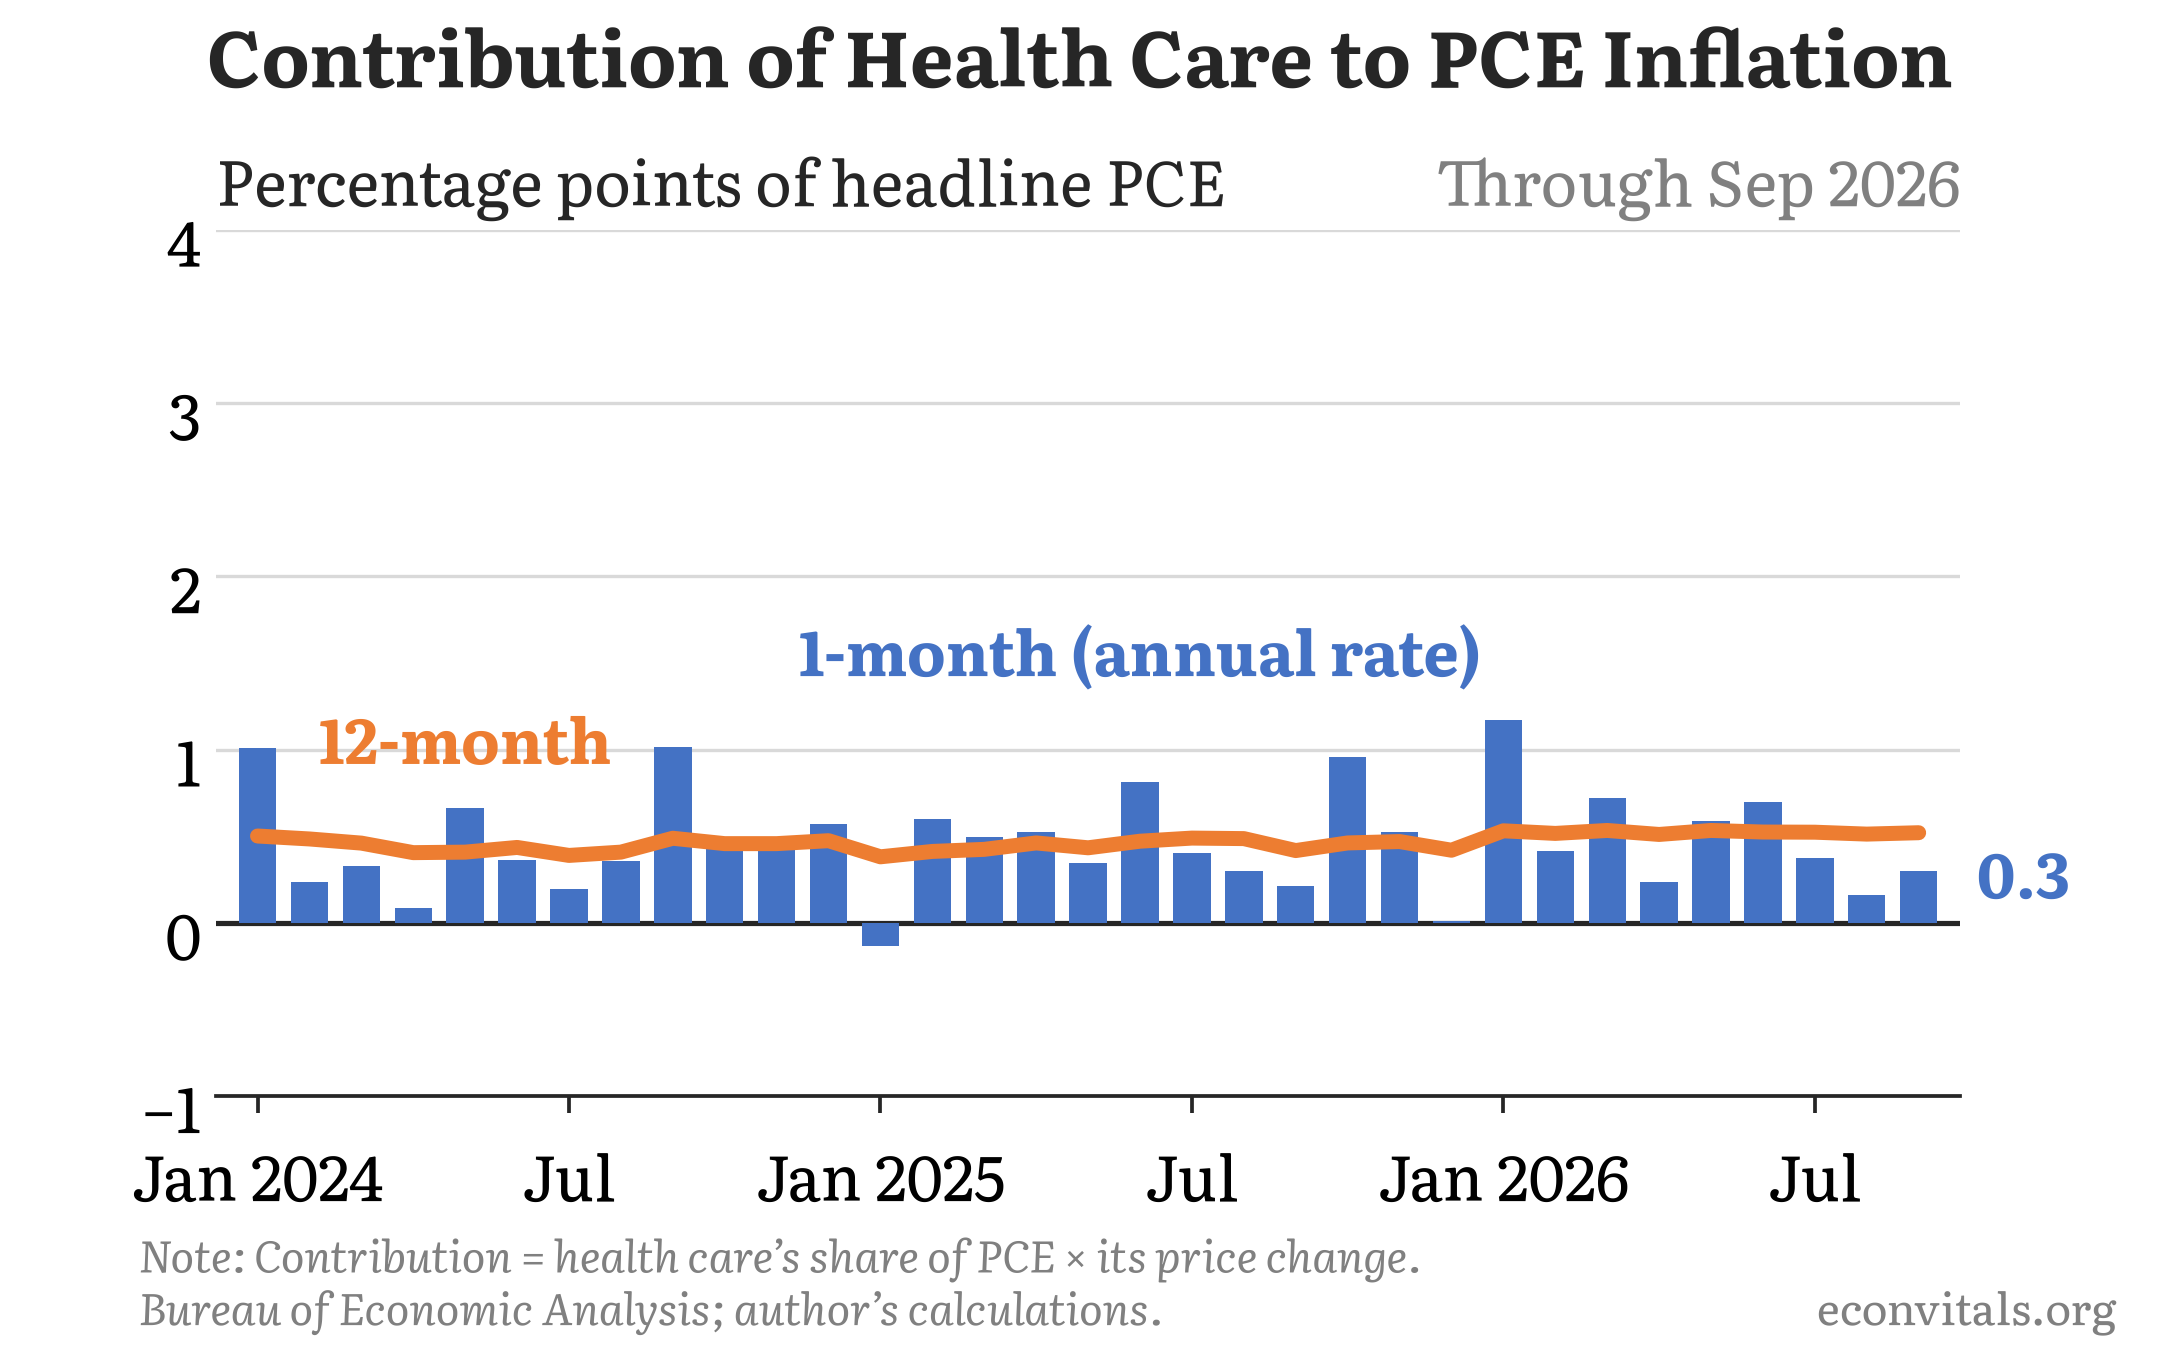 Contribution of Health Care to PCE Inflation
Percentage points of headline PCE
Through Sep 2026
4
3
2
1-month (annual rate)
12-month
1
0.3
0
−1
Jan 2024 Jul Jan 2025 Jul Jan 2026 Jul
Note: Contribution = health care’s share of PCE × its price change.
Bureau of Economic Analysis; author’s calculations.
econvitals.org